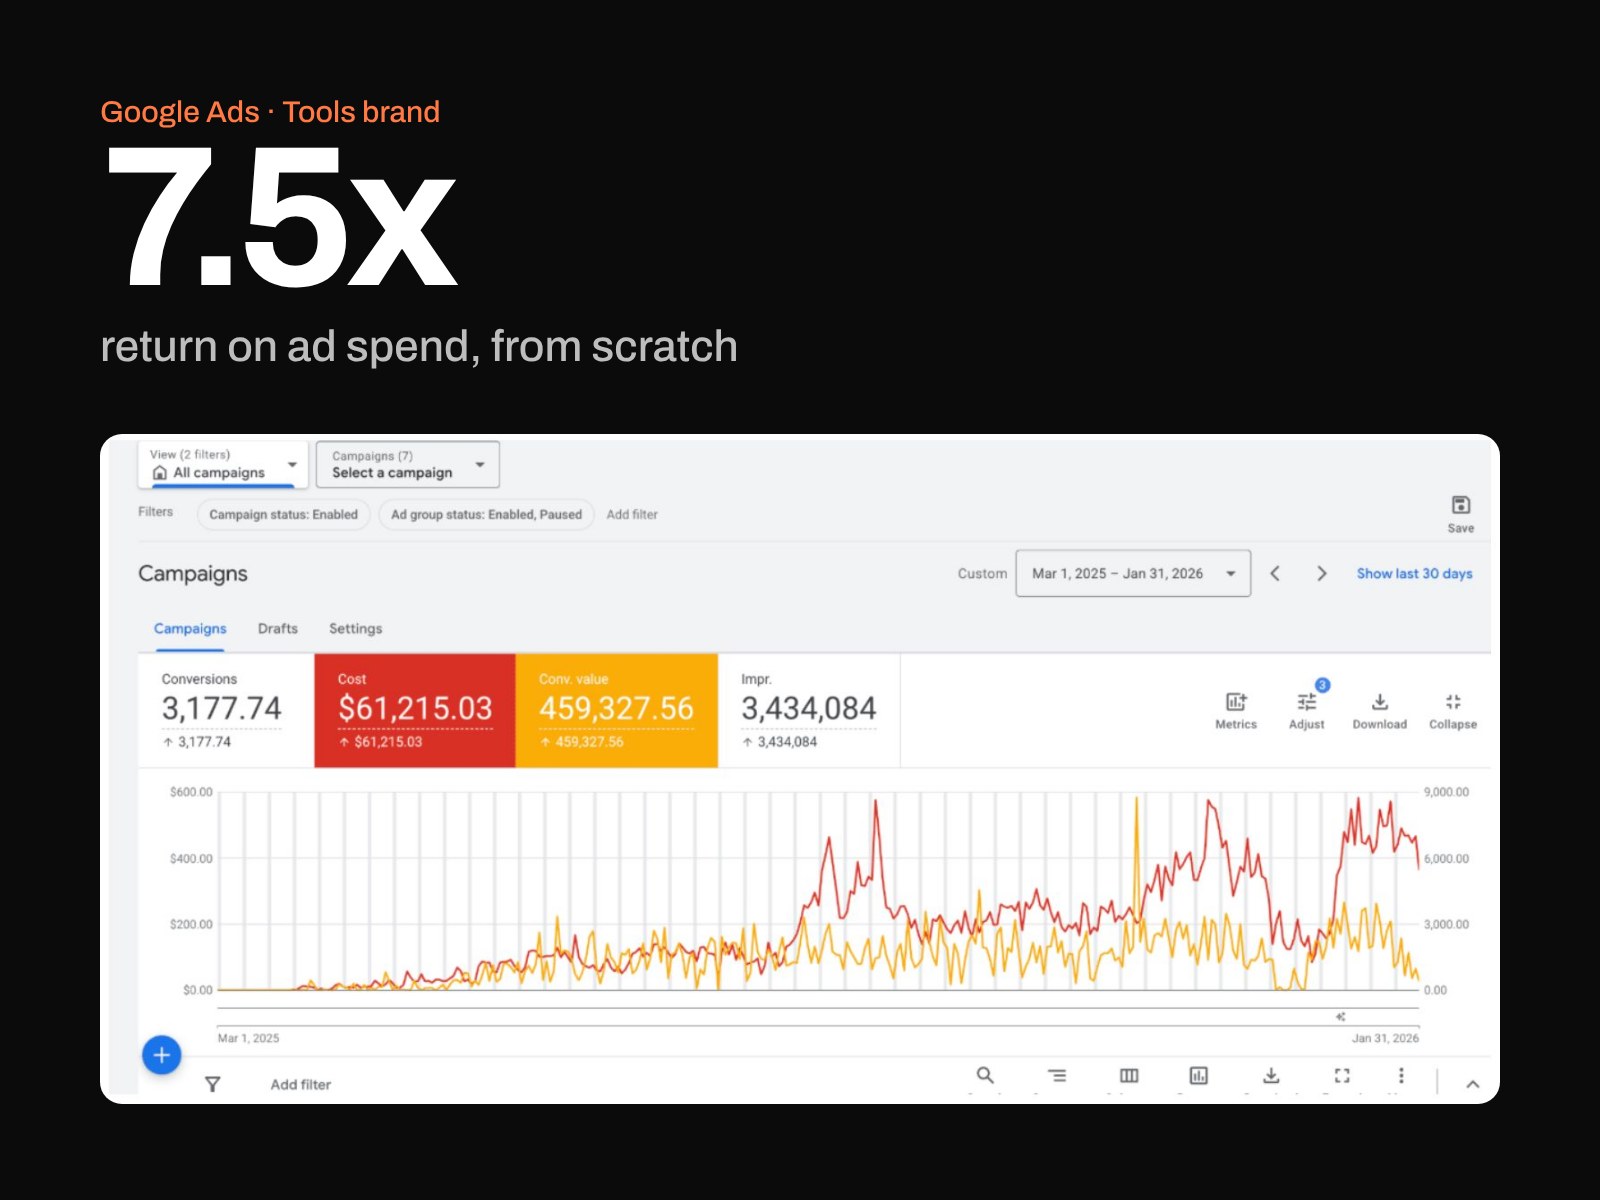 Google Ads · Tools brand
7.5x
return on ad spend, from scratch
View (2 filters)
All campaigns
Campaigns (7)
Select a campaign
Filters
Campaign status: Enabled
Ad group status: Enabled, Paused
Add filter
Save
Campaigns
Custom
Mar 1, 2025 – Jan 31, 2026
Show last 30 days
Campaigns
Drafts
Settings
Conversions
3,177.74
↑ 3,177.74
Cost
$61,215.03
↑ $61,215.03
Conv. value
459,327.56
↑ 459,327.56
Impr.
3,434,084
↑ 3,434,084
Metrics
3
Adjust
Download
Collapse
$600.00
$400.00
$200.00
$0.00
9,000.00
6,000.00
3,000.00
0.00
Mar 1, 2025
Jan 31, 2026
Add filter